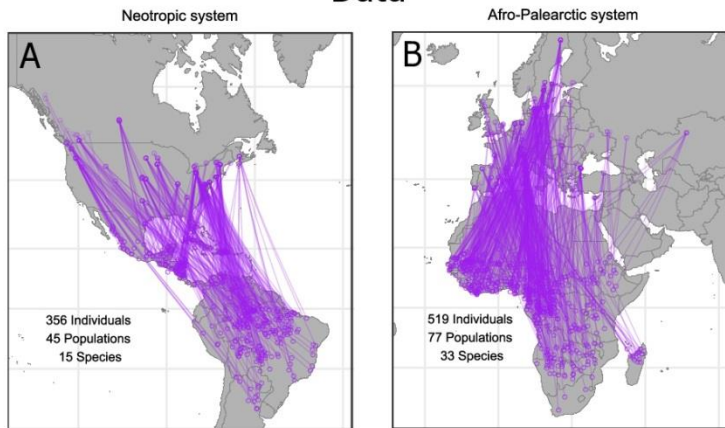 Data
Neotropic system
A
356 Individuals
45 Populations
15 Species
Afro-Palearctic system
B
519 Individuals
77 Populations
33 Species